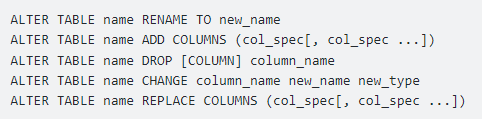 ALTER TABLE name RENAME TO new_name
ALTER TABLE name ADD COLUMNS (col_spec[, col_spec ...])
ALTER TABLE name DROP [COLUMN] column_name
ALTER TABLE name CHANGE column_name new_name new_type
ALTER TABLE name REPLACE COLUMNS (col_spec[, col_spec ...])